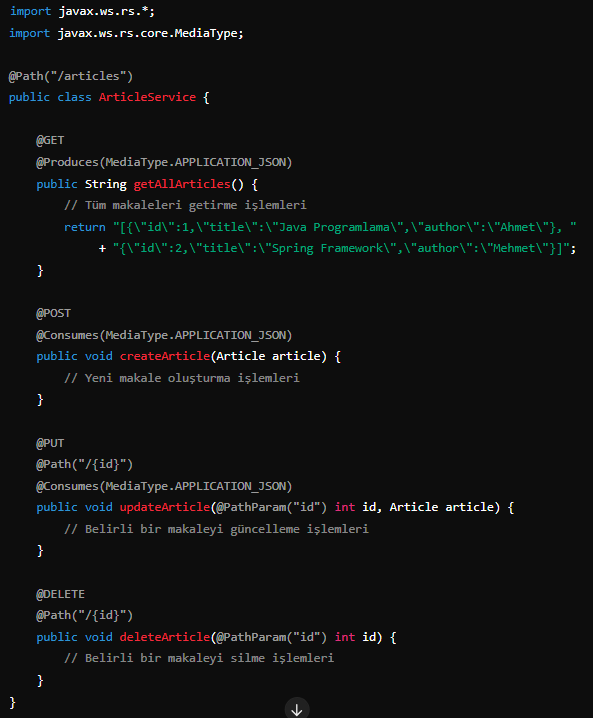 import javax.ws.rs.*;
import javax.ws.rs.core.MediaType;
@Path("/articles")
public class ArticleService {
@GET
@Produces(MediaType.APPLICATION_JSON)
public String getAllArticles() {
// Tüm makaleleri getirme işlemleri
return "[{\"id\":1,\"title\":\"Java Programlama\",\"author\":\"Ahmet\"}, "
+ "{\"id\":2,\"title\":\"Spring Framework\",\"author\":\"Mehmet\"}]";
}
@POST
@Consumes(MediaType.APPLICATION_JSON)
public void createArticle(Article article) {
// Yeni makale oluşturma işlemleri
}
@PUT
@Path("/{id}")
@Consumes(MediaType.APPLICATION_JSON)
public void updateArticle(@PathParam("id") int id, Article article) {
// Belirli bir makaleyi güncelleme işlemleri
}
@DELETE
@Path("/{id}")
public void deleteArticle(@PathParam("id") int id) {
// Belirli bir makaleyi silme işlemleri
}
}